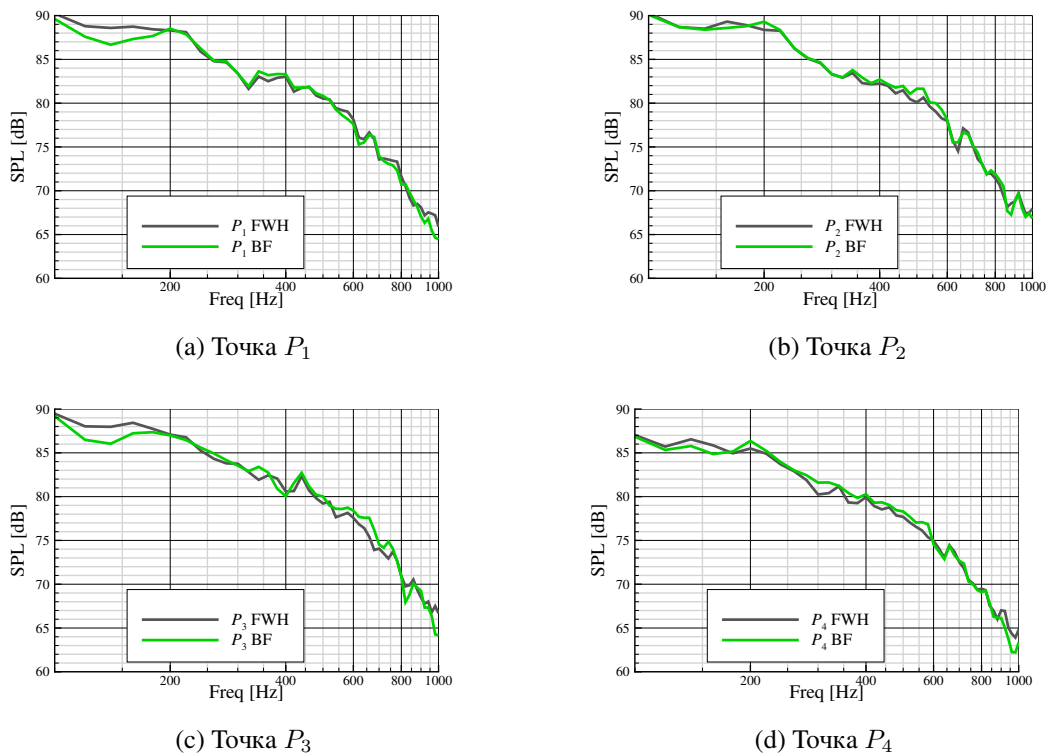 90
85
80
75
70
65
60
SPL [dB]
P₁ FWH
P₁ BF
200 400 600 800 1000
Freq [Hz]
(a) Точка P₁
90
85
80
75
70
65
60
SPL [dB]
P₂ FWH
P₂ BF
200 400 600 800 1000
Freq [Hz]
(b) Точка P₂
90
85
80
75
70
65
60
SPL [dB]
P₃ FWH
P₃ BF
200 400 600 800 1000
Freq [Hz]
(c) Точка P₃
90
85
80
75
70
65
60
SPL [dB]
P₄ FWH
P₄ BF
200 400 600 800 1000
Freq [Hz]
(d) Точка P₄